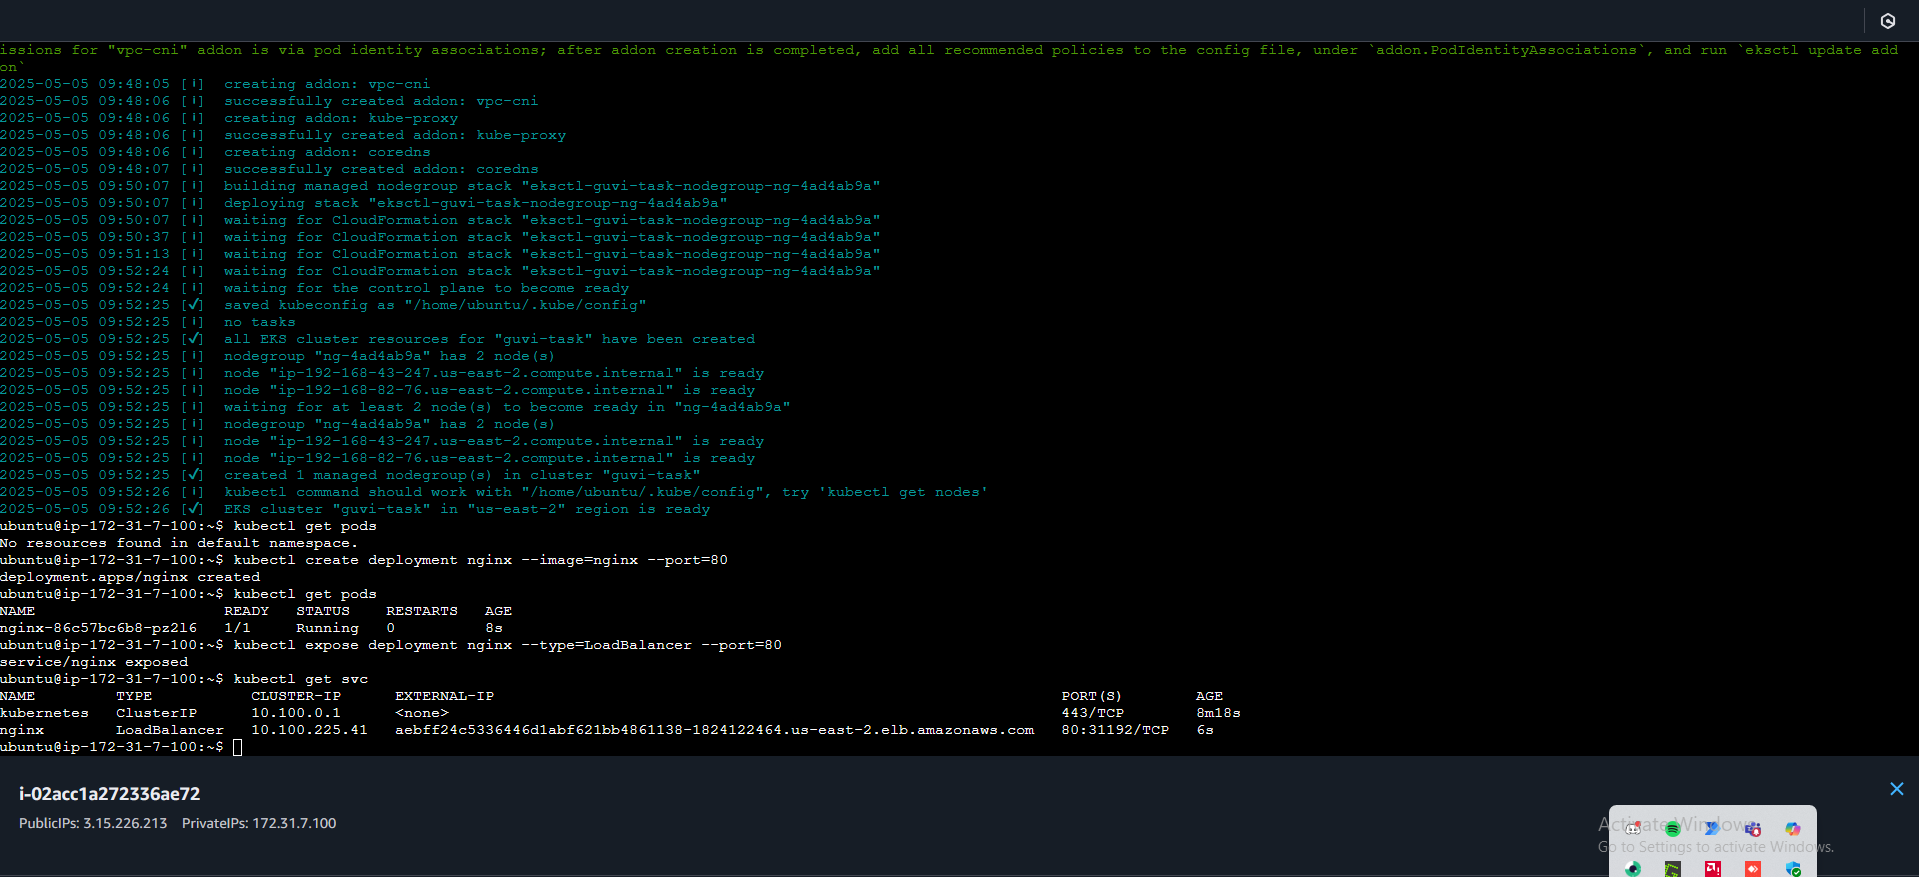 issions for "vpc-cni" addon is via pod identity associations; after addon creation is completed, add all recommended policies to the config file, under `addon.PodIdentityAssociations`, and run `eksctl update add
on`
2025-05-05 09:48:05 [ℹ]  creating addon: vpc-cni
2025-05-05 09:48:06 [ℹ]  successfully created addon: vpc-cni
2025-05-05 09:48:06 [ℹ]  creating addon: kube-proxy
2025-05-05 09:48:06 [ℹ]  successfully created addon: kube-proxy
2025-05-05 09:48:06 [ℹ]  creating addon: coredns
2025-05-05 09:48:07 [ℹ]  successfully created addon: coredns
2025-05-05 09:50:07 [ℹ]  building managed nodegroup stack "eksctl-guvi-task-nodegroup-ng-4ad4ab9a"
2025-05-05 09:50:07 [ℹ]  deploying stack "eksctl-guvi-task-nodegroup-ng-4ad4ab9a"
2025-05-05 09:50:07 [ℹ]  waiting for CloudFormation stack "eksctl-guvi-task-nodegroup-ng-4ad4ab9a"
2025-05-05 09:50:37 [ℹ]  waiting for CloudFormation stack "eksctl-guvi-task-nodegroup-ng-4ad4ab9a"
2025-05-05 09:51:13 [ℹ]  waiting for CloudFormation stack "eksctl-guvi-task-nodegroup-ng-4ad4ab9a"
2025-05-05 09:52:24 [ℹ]  waiting for CloudFormation stack "eksctl-guvi-task-nodegroup-ng-4ad4ab9a"
2025-05-05 09:52:24 [ℹ]  waiting for the control plane to become ready
2025-05-05 09:52:25 [✔]  saved kubeconfig as "/home/ubuntu/.kube/config"
2025-05-05 09:52:25 [ℹ]  no tasks
2025-05-05 09:52:25 [✔]  all EKS cluster resources for "guvi-task" have been created
2025-05-05 09:52:25 [ℹ]  nodegroup "ng-4ad4ab9a" has 2 node(s)
2025-05-05 09:52:25 [ℹ]  node "ip-192-168-43-247.us-east-2.compute.internal" is ready
2025-05-05 09:52:25 [ℹ]  node "ip-192-168-82-76.us-east-2.compute.internal" is ready
2025-05-05 09:52:25 [ℹ]  waiting for at least 2 node(s) to become ready in "ng-4ad4ab9a"
2025-05-05 09:52:25 [ℹ]  nodegroup "ng-4ad4ab9a" has 2 node(s)
2025-05-05 09:52:25 [ℹ]  node "ip-192-168-43-247.us-east-2.compute.internal" is ready
2025-05-05 09:52:25 [ℹ]  node "ip-192-168-82-76.us-east-2.compute.internal" is ready
2025-05-05 09:52:25 [✔]  created 1 managed nodegroup(s) in cluster "guvi-task"
2025-05-05 09:52:26 [ℹ]  kubectl command should work with "/home/ubuntu/.kube/config", try 'kubectl get nodes'
2025-05-05 09:52:26 [✔]  EKS cluster "guvi-task" in "us-east-2" region is ready
ubuntu@ip-172-31-7-100:~$ kubectl get pods
No resources found in default namespace.
ubuntu@ip-172-31-7-100:~$ kubectl create deployment nginx --image=nginx --port=80
deployment.apps/nginx created
ubuntu@ip-172-31-7-100:~$ kubectl get pods
NAME                     READY   STATUS    RESTARTS   AGE
nginx-86c57bc6b8-pz2l6   1/1     Running   0          8s
ubuntu@ip-172-31-7-100:~$ kubectl expose deployment nginx --type=LoadBalancer --port=80
service/nginx exposed
ubuntu@ip-172-31-7-100:~$ kubectl get svc
NAME         TYPE           CLUSTER-IP      EXTERNAL-IP                                                               PORT(S)        AGE
kubernetes   ClusterIP      10.100.0.1      <none>                                                                    443/TCP        8m18s
nginx        LoadBalancer   10.100.225.41   aebff24c5336446d1abf621bb4861138-1824122464.us-east-2.elb.amazonaws.com   80:31192/TCP   6s
ubuntu@ip-172-31-7-100:~$
i-02acc1a272336ae72
PublicIPs: 3.15.226.213 PrivateIPs: 172.31.7.100
Activate Windows
Go to Settings to activate Windows.